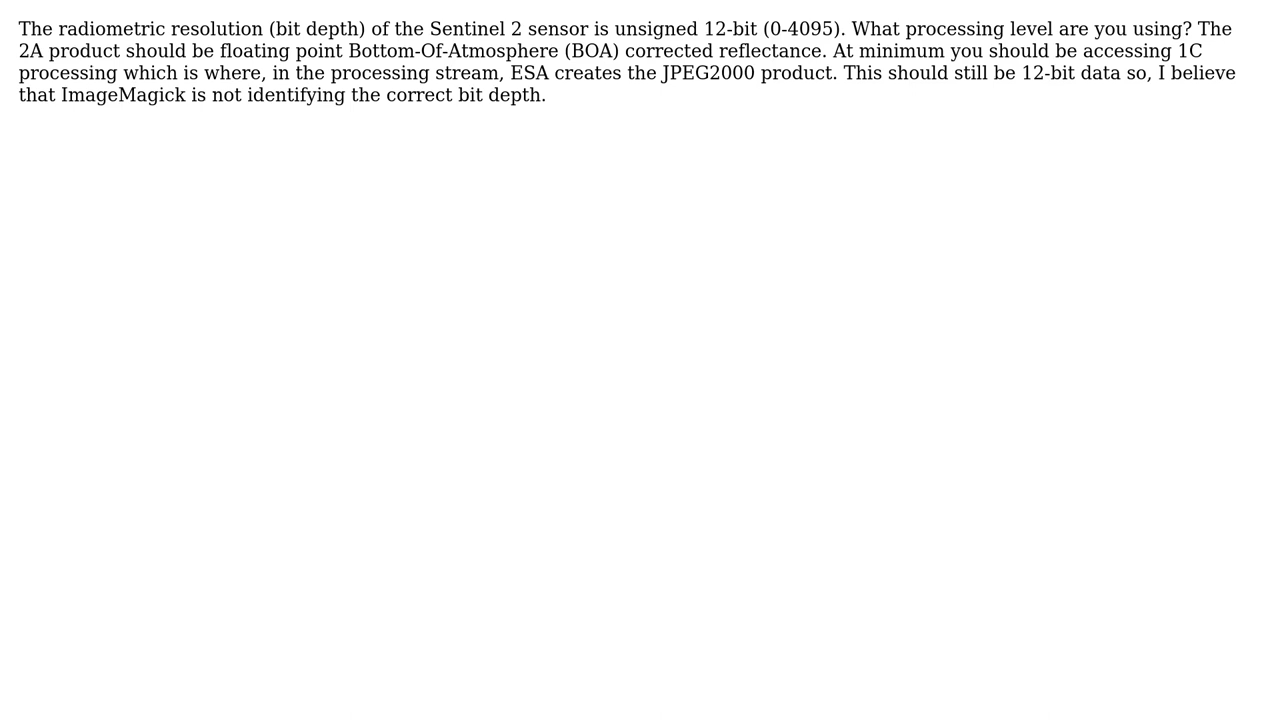 The radiometric resolution (bit depth) of the Sentinel 2 sensor is unsigned 12-bit (0-4095). What processing level are you using? The
2A product should be floating point Bottom-Of-Atmosphere (BOA) corrected reflectance. At minimum you should be accessing 1C
processing which is where, in the processing stream, ESA creates the JPEG2000 product. This should still be 12-bit data so, I believe
that ImageMagick is not identifying the correct bit depth.